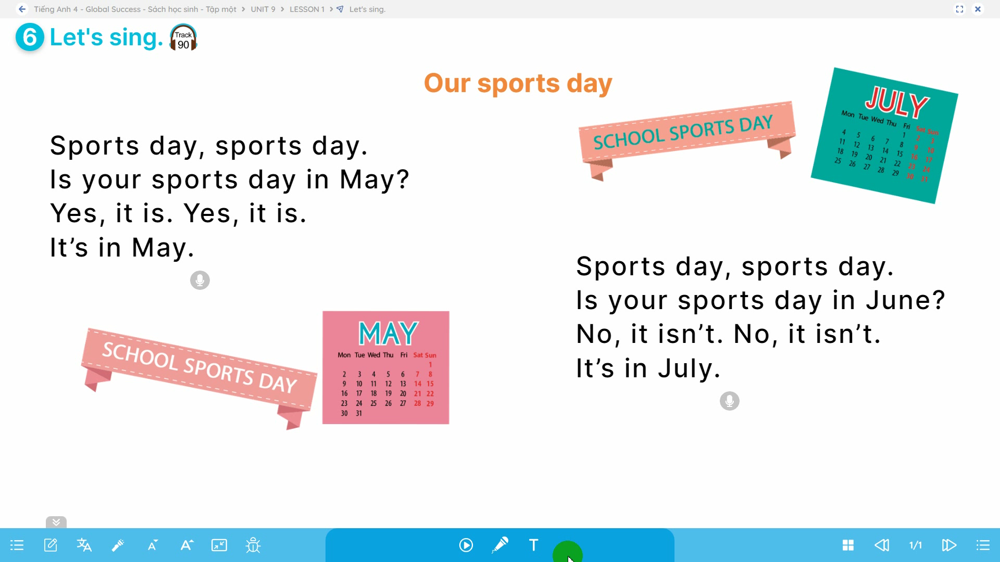 Tiếng Anh 4 - Global Success - Sách học sinh - Tập một > UNIT 9 > LESSON 1 > Let's sing.
6 Let's sing. Track 90
Our sports day
Sports day, sports day.
Is your sports day in May?
Yes, it is. Yes, it is.
It’s in May.
SCHOOL SPORTS DAY
MAY
Mon Tue Wed Thu Fri Sat Sun
1
2 3 4 5 6 7 8
9 10 11 12 13 14 15
16 17 18 19 20 21 22
23 24 25 26 27 28 29
30 31
SCHOOL SPORTS DAY
JULY
Mon Tue Wed Thu Fri Sat Sun
1 2 3
4 5 6 7 8 9 10
11 12 13 14 15 16 17
18 19 20 21 22 23 24
25 26 27 28 29 30 31
Sports day, sports day.
Is your sports day in June?
No, it isn’t. No, it isn’t.
It’s in July.
1/1